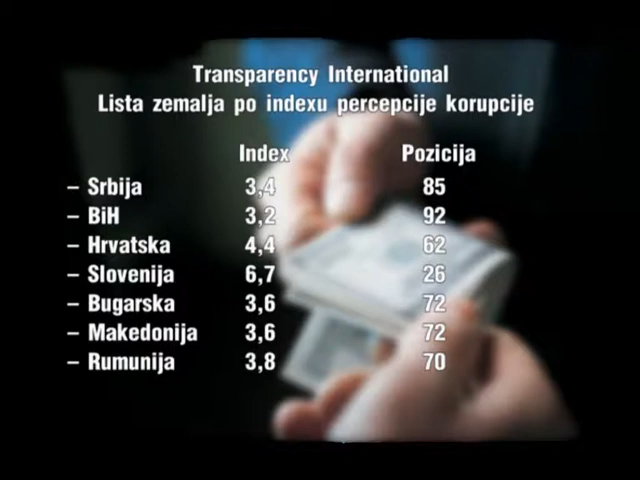 Transparency International
Lista zemalja po indexu percepcije korupcije
Index Pozicija
– Srbija 3,4 85
– BiH 3,2 92
– Hrvatska 4,4 62
– Slovenija 6,7 26
– Bugarska 3,6 72
– Makedonija 3,6 72
– Rumunija 3,8 70